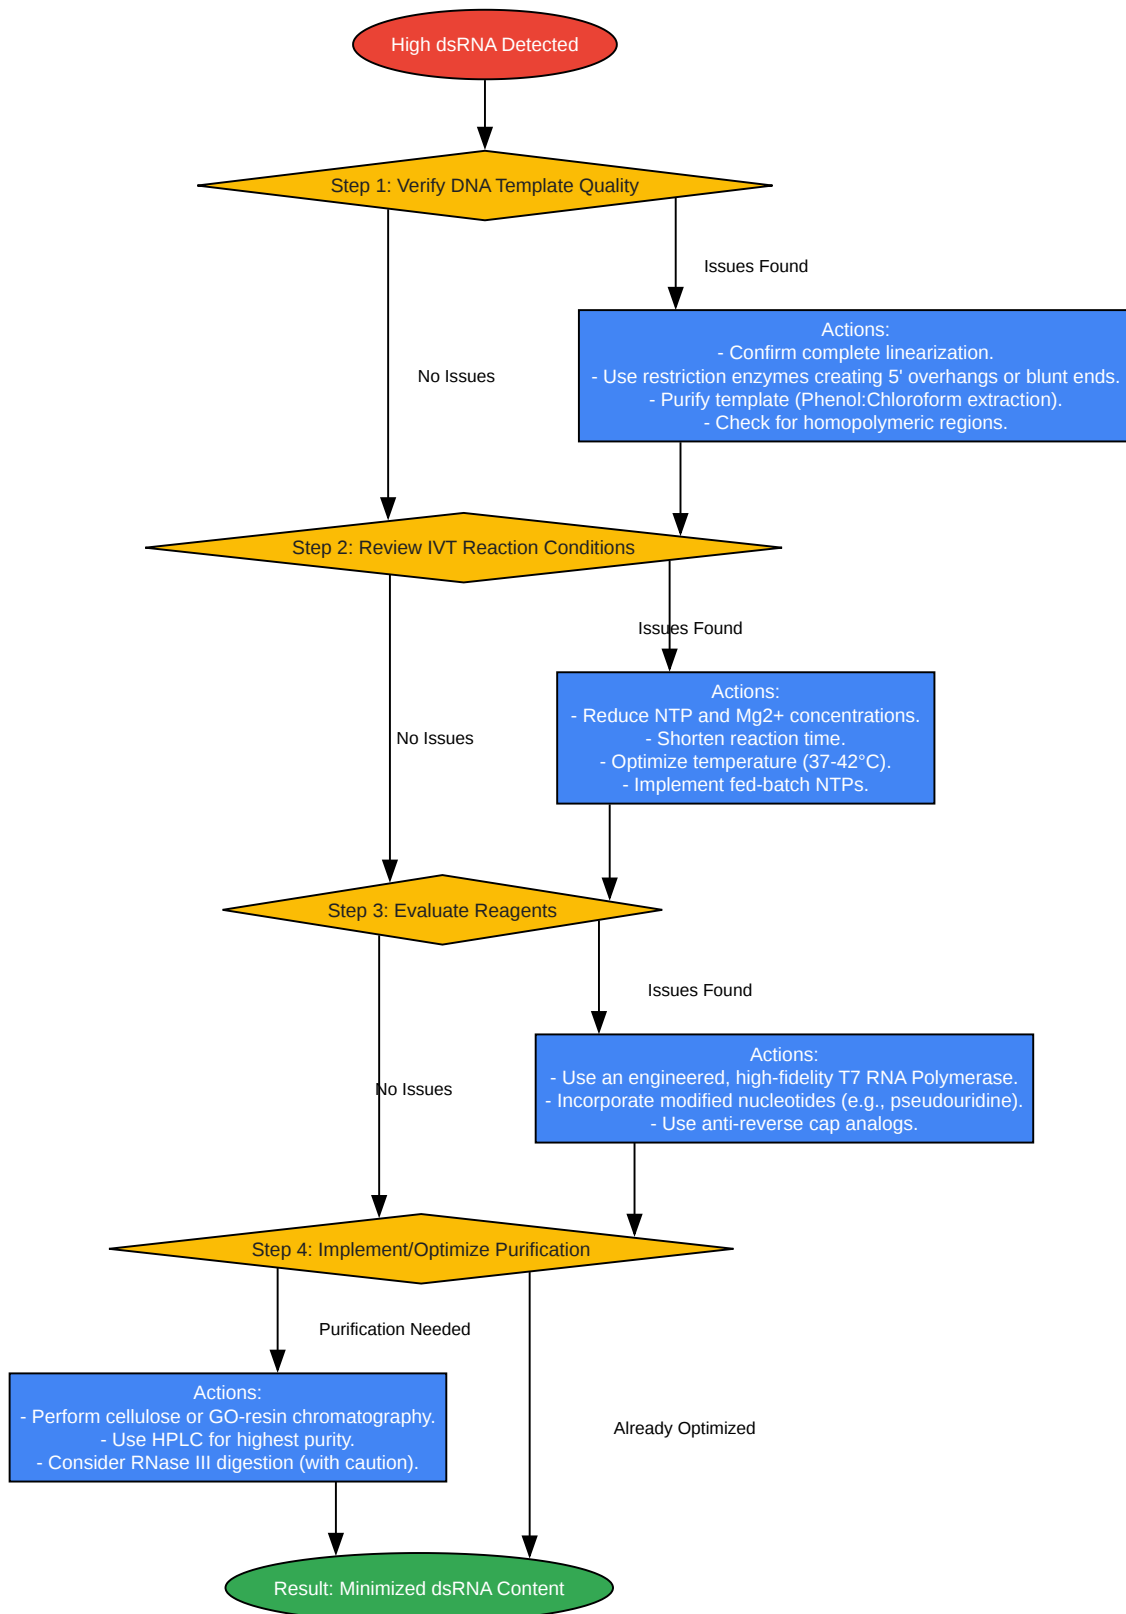 High dsRNA Detected
Step 1: Verify DNA Template Quality
Issues Found
Actions:
- Confirm complete linearization.
- Use restriction enzymes creating 5' overhangs or blunt ends.
- Purify template (Phenol:Chloroform extraction).
- Check for homopolymeric regions.
No Issues
Step 2: Review IVT Reaction Conditions
Issues Found
Actions:
- Reduce NTP and Mg2+ concentrations.
- Shorten reaction time.
- Optimize temperature (37-42°C).
- Implement fed-batch NTPs.
No Issues
Step 3: Evaluate Reagents
Issues Found
Actions:
- Use an engineered, high-fidelity T7 RNA Polymerase.
- Incorporate modified nucleotides (e.g., pseudouridine).
- Use anti-reverse cap analogs.
No Issues
Step 4: Implement/Optimize Purification
Purification Needed
Actions:
- Perform cellulose or GO-resin chromatography.
- Use HPLC for highest purity.
- Consider RNase III digestion (with caution).
Already Optimized
Result: Minimized dsRNA Content